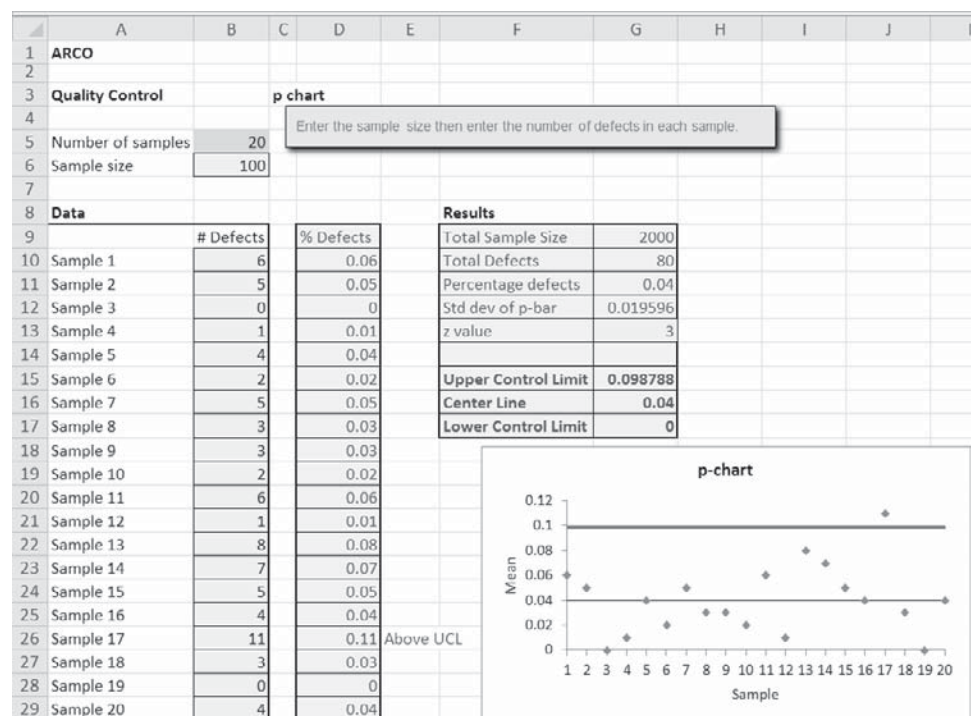 A B C D E F G H I J
1 ARCO
2
3 Quality Control p chart
4
Enter the sample size then enter the number of defects in each sample.
5 Number of samples 20
6 Sample size 100
7
8 Data Results
9 # Defects % Defects Total Sample Size 2000
10 Sample 1 6 0.06 Total Defects 80
11 Sample 2 5 0.05 Percentage defects 0.04
12 Sample 3 0 0 Std dev of p-bar 0.019596
13 Sample 4 1 0.01 z value 3
14 Sample 5 4 0.04
15 Sample 6 2 0.02 Upper Control Limit 0.098788
16 Sample 7 5 0.05 Center Line 0.04
17 Sample 8 3 0.03 Lower Control Limit 0
18 Sample 9 3 0.03
19 Sample 10 2 0.02
20 Sample 11 6 0.06
21 Sample 12 1 0.01
22 Sample 13 8 0.08
23 Sample 14 7 0.07
24 Sample 15 5 0.05
25 Sample 16 4 0.04
26 Sample 17 11 0.11 Above UCL
27 Sample 18 3 0.03
28 Sample 19 0 0
29 Sample 20 4 0.04
p-chart
0.12
0.1
0.08
0.06
0.04
0.02
0
Mean
1 2 3 4 5 6 7 8 9 10 11 12 13 14 15 16 17 18 19 20
Sample